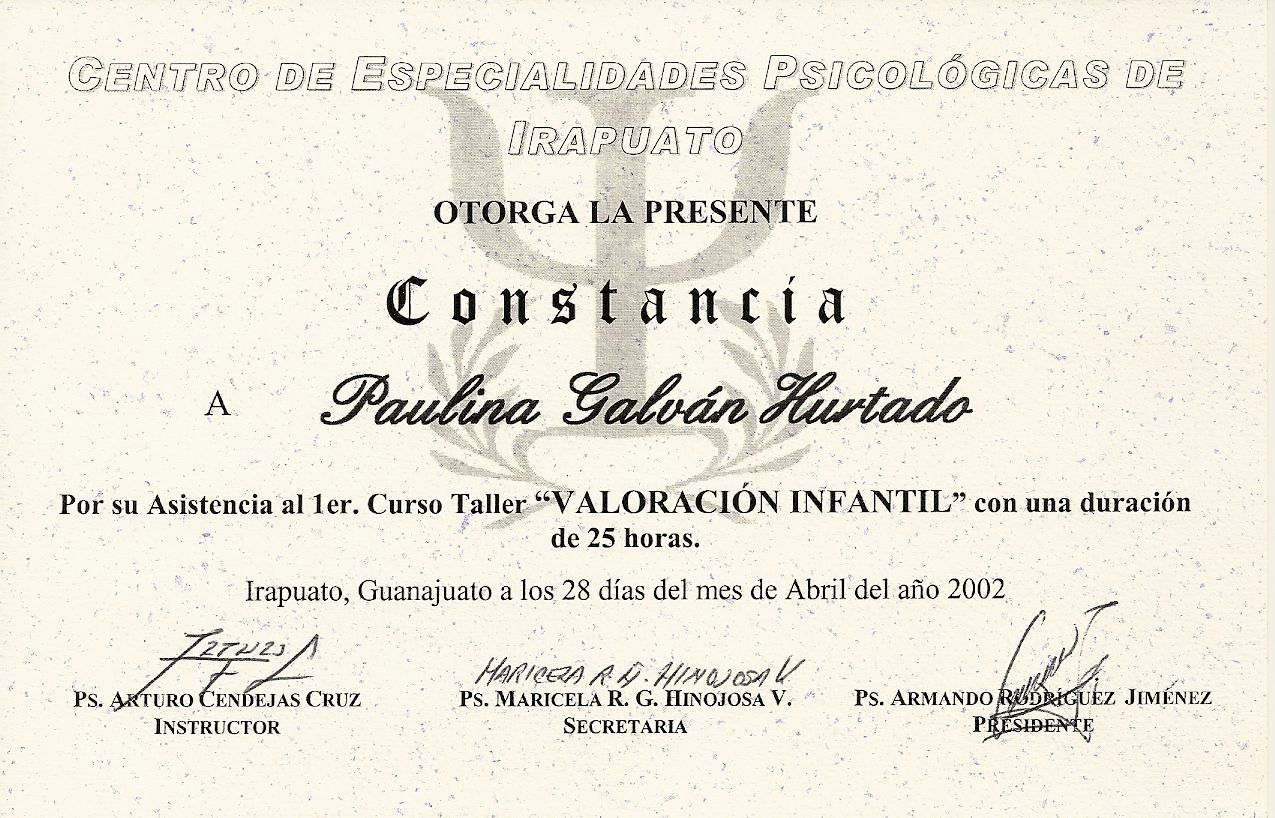 CENTRO DE ESPECIALIDADES PSICOLÓGICAS DE
IRAPUATO
OTORGA LA PRESENTE
Constancia
A Paulina Galván Hurtado
Por su Asistencia al 1er. Curso Taller “VALORACIÓN INFANTIL” con una duración
de 25 horas.
Irapuato, Guanajuato a los 28 días del mes de Abril del año 2002
MARICELA R. G. HINOJOSA V.
PS. ARTURO CENDEJAS CRUZ PS. MARICELA R. G. HINOJOSA V. PS. ARMANDO RODRÍGUEZ JIMÉNEZ
INSTRUCTOR SECRETARIA PRESIDENTE